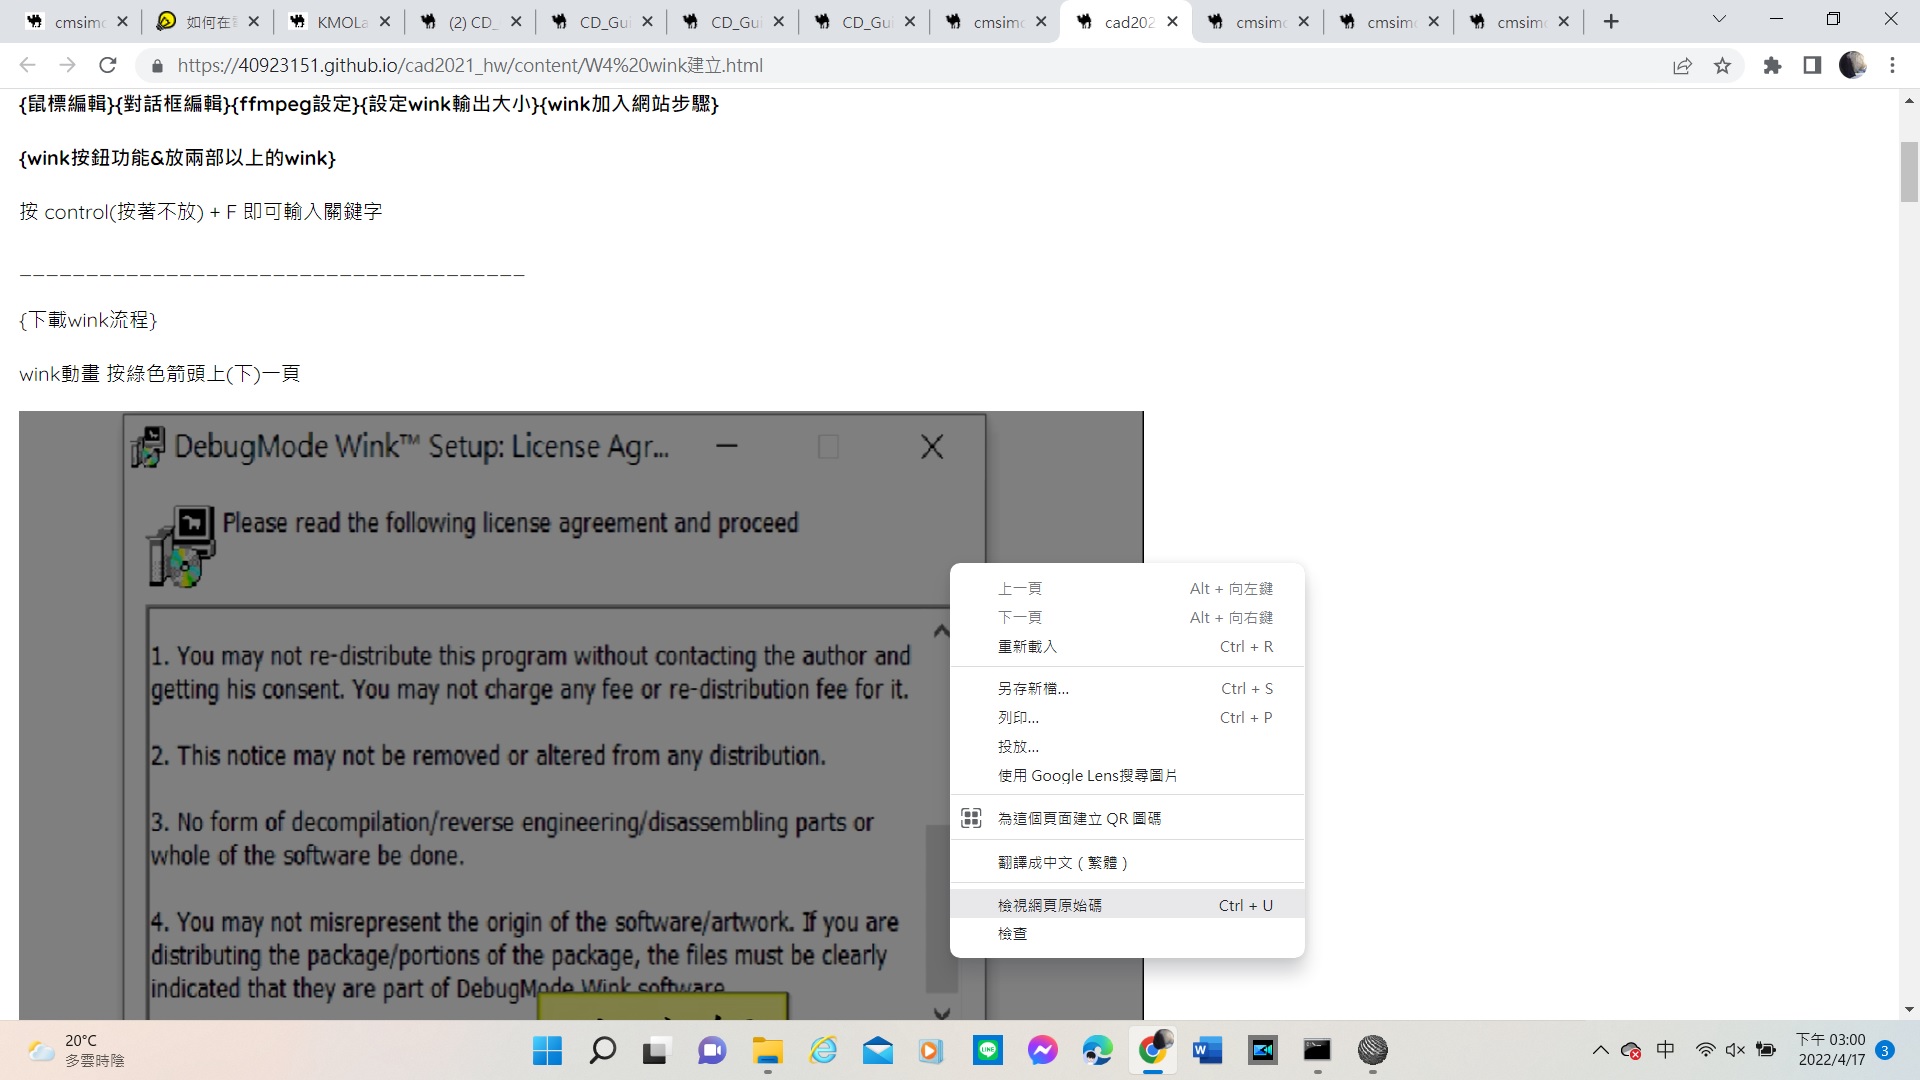 cmsimc
如何在
KMOLa
(2) CD_
CD_Gui
CD_Gui
CD_Gui
cmsimc
cad202
cmsimc
cmsimc
cmsimc
https://40923151.github.io/cad2021_hw/content/W4%20wink建立.html
{鼠標編輯}{對話框編輯}{ffmpeg設定}{設定wink輸出大小}{wink加入網站步驟}
{wink按鈕功能&放兩部以上的wink}
按 control(按著不放) + F 即可輸入關鍵字
______________________________________
{下載wink流程}
wink動畫 按綠色箭頭上(下)一頁
DebugMode Wink™ Setup: License Agr...
Please read the following license agreement and proceed
1. You may not re-distribute this program without contacting the author and
getting his consent. You may not charge any fee or re-distribution fee for it.
2. This notice may not be removed or altered from any distribution.
3. No form of decompilation/reverse engineering/disassembling parts or
whole of the software be done.
4. You may not misrepresent the origin of the software/artwork. If you are
distributing the package/portions of the package, the files must be clearly
indicated that they are part of DebugMode Wink software.
上一頁 Alt + 向左鍵
下一頁 Alt + 向右鍵
重新載入 Ctrl + R
另存新檔... Ctrl + S
列印... Ctrl + P
投放...
使用 Google Lens搜尋圖片
為這個頁面建立 QR 圖碼
翻譯成中文 ( 繁體 )
檢視網頁原始碼 Ctrl + U
檢查
20°C
多雲時陰
中
下午 03:00
2022/4/17
3